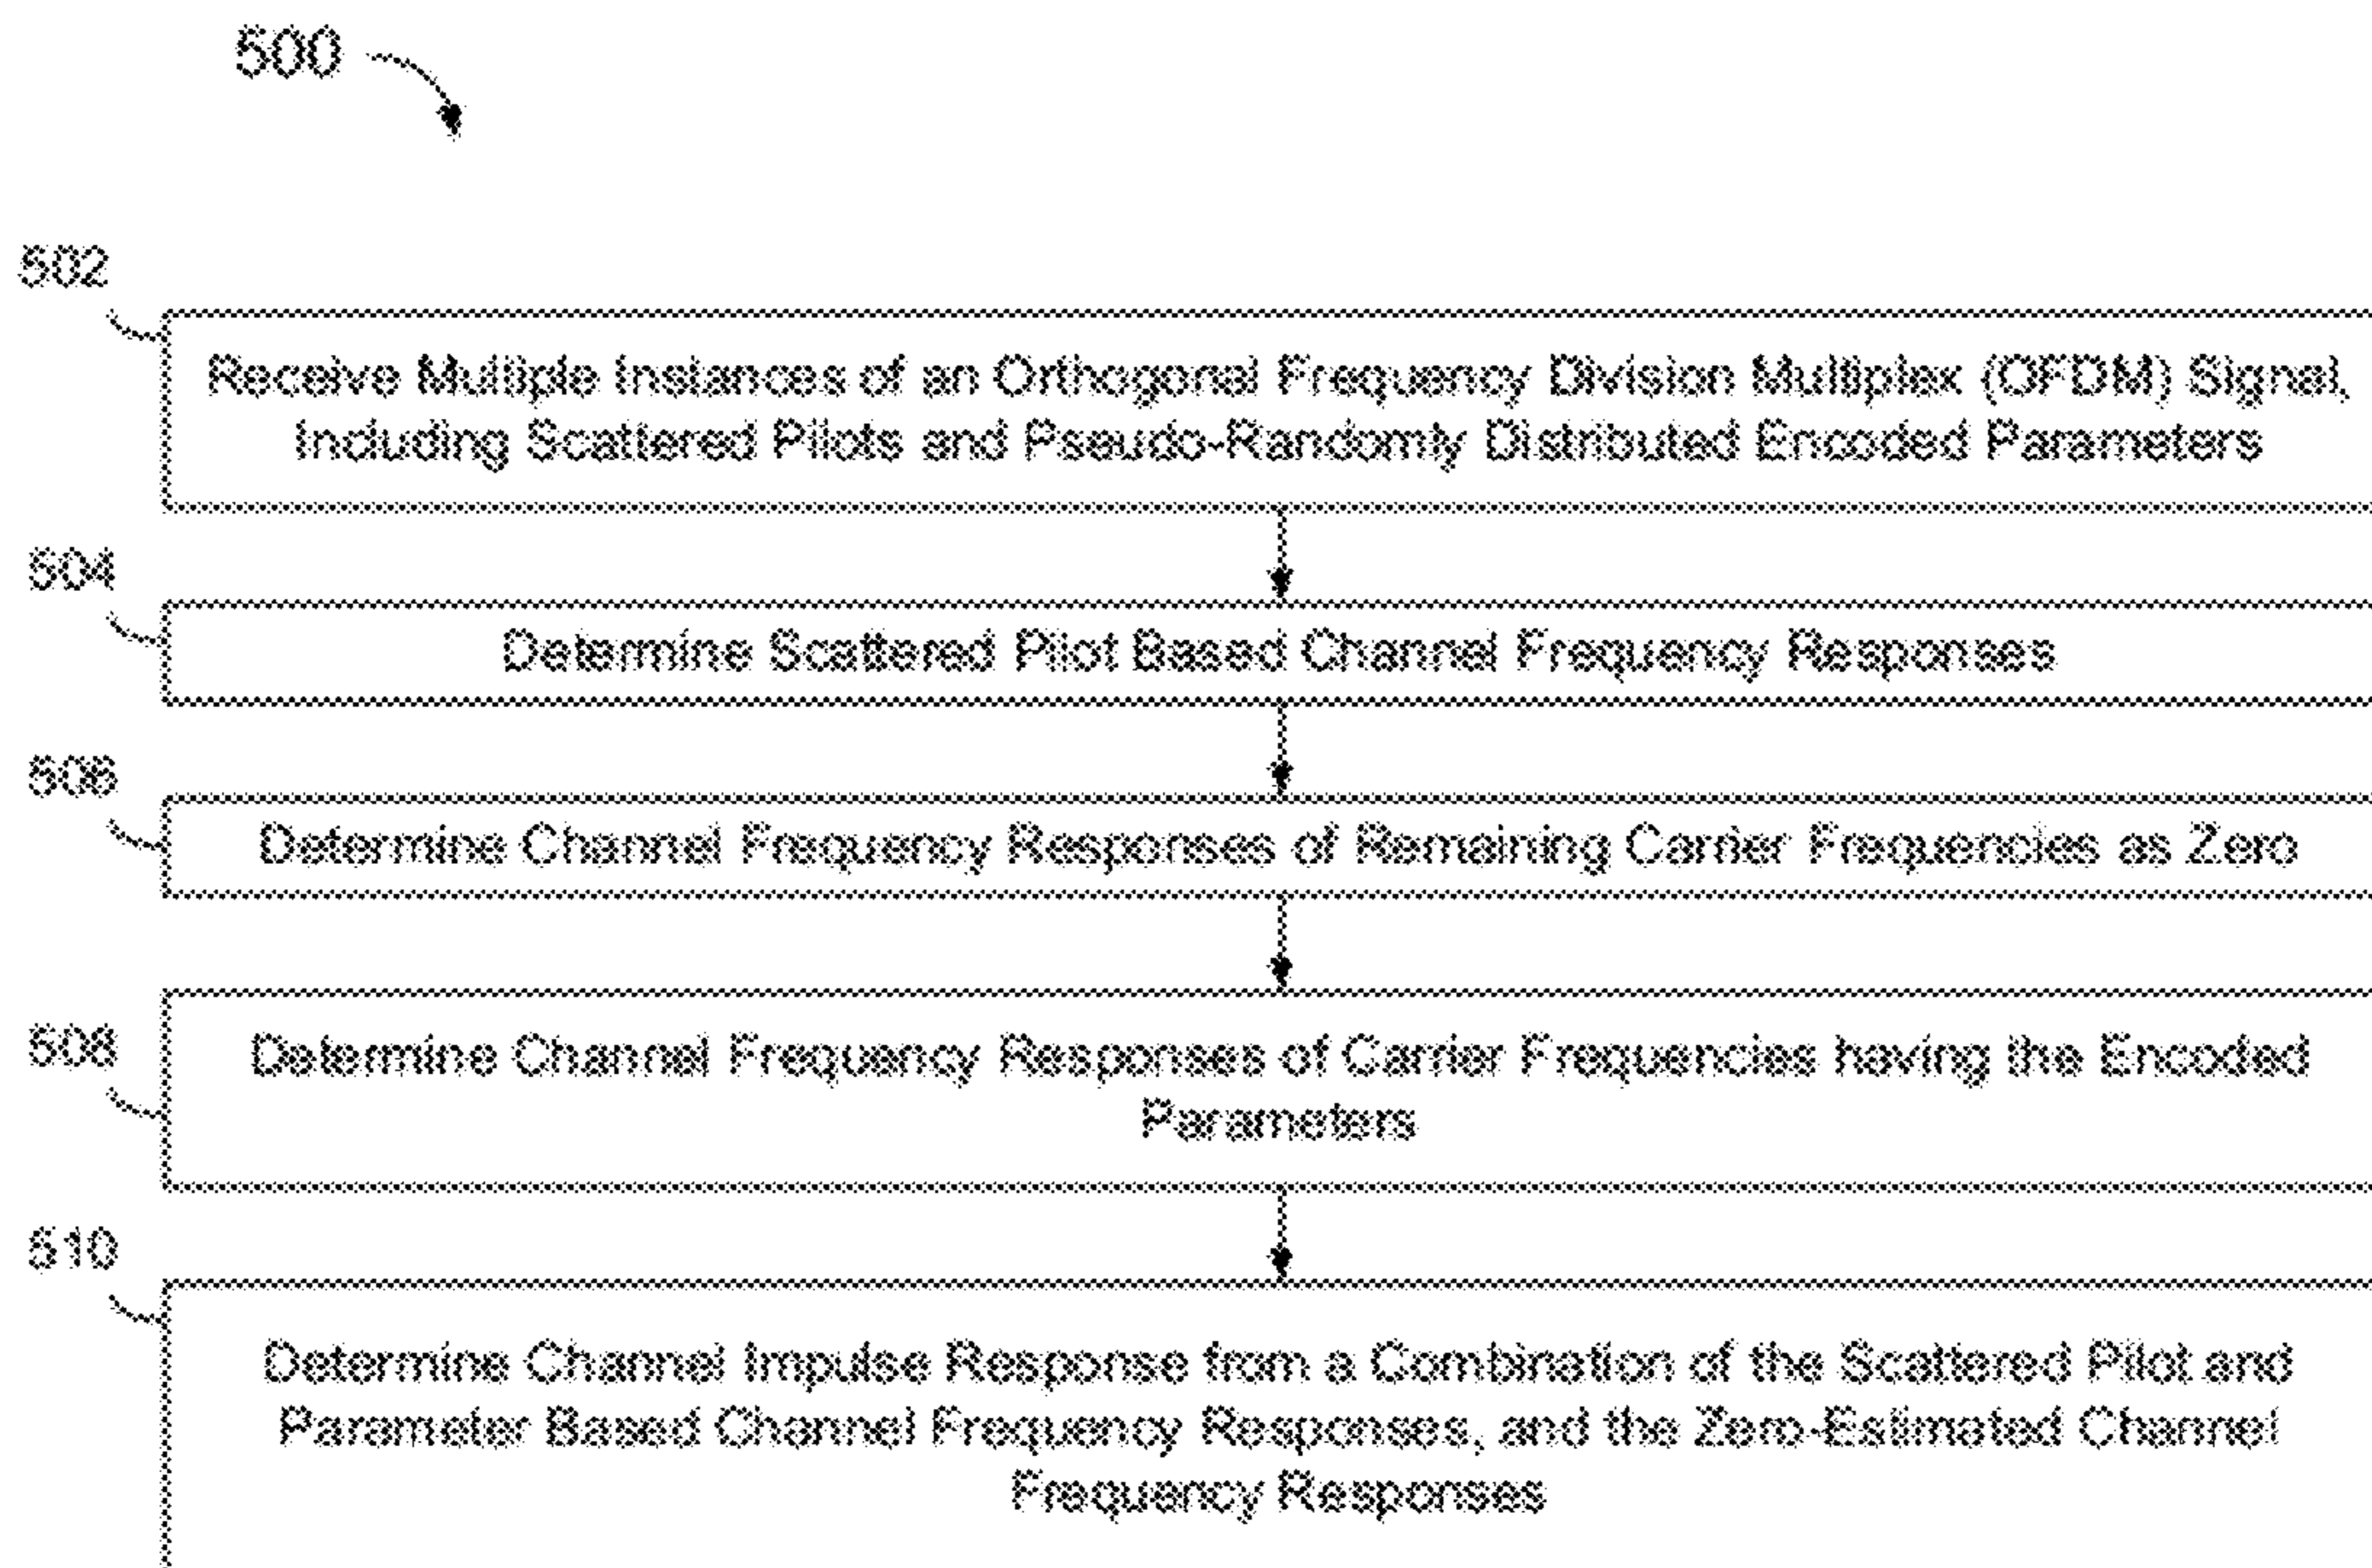 500
502
Receive Multiple Instances of an Orthogonal Frequency Division Multiplex (OFDM) Signal,
Including Scattered Pilots and Pseudo-Randomly Distributed Encoded Parameters
504
Determine Scattered Pilot Based Channel Frequency Responses
506
Determine Channel Frequency Responses of Remaining Carrier Frequencies as Zero
508
Determine Channel Frequency Responses of Carrier Frequencies having the Encoded
Parameters
510
Determine Channel Impulse Response from a Combination of the Scattered Pilot and
Parameter Based Channel Frequency Responses, and the Zero-Estimated Channel
Frequency Responses